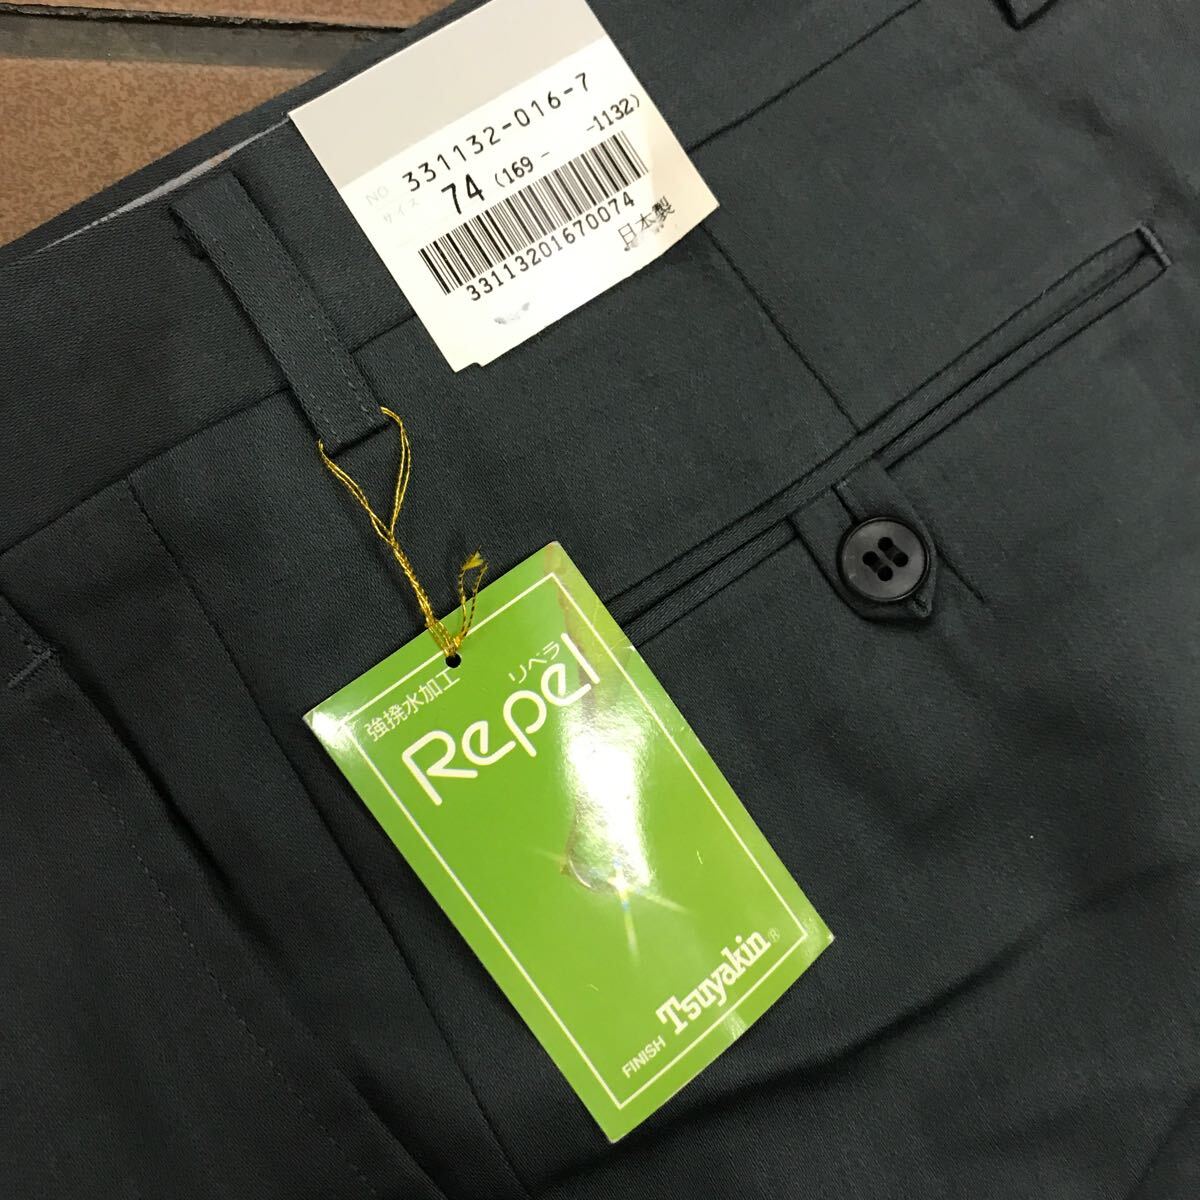 NO. 331132-016-7
サイズ 74 (169- -1132)
33113201670074
日本製
強撥水加工
リペラ
Repel
FINISH Tsuyakin®